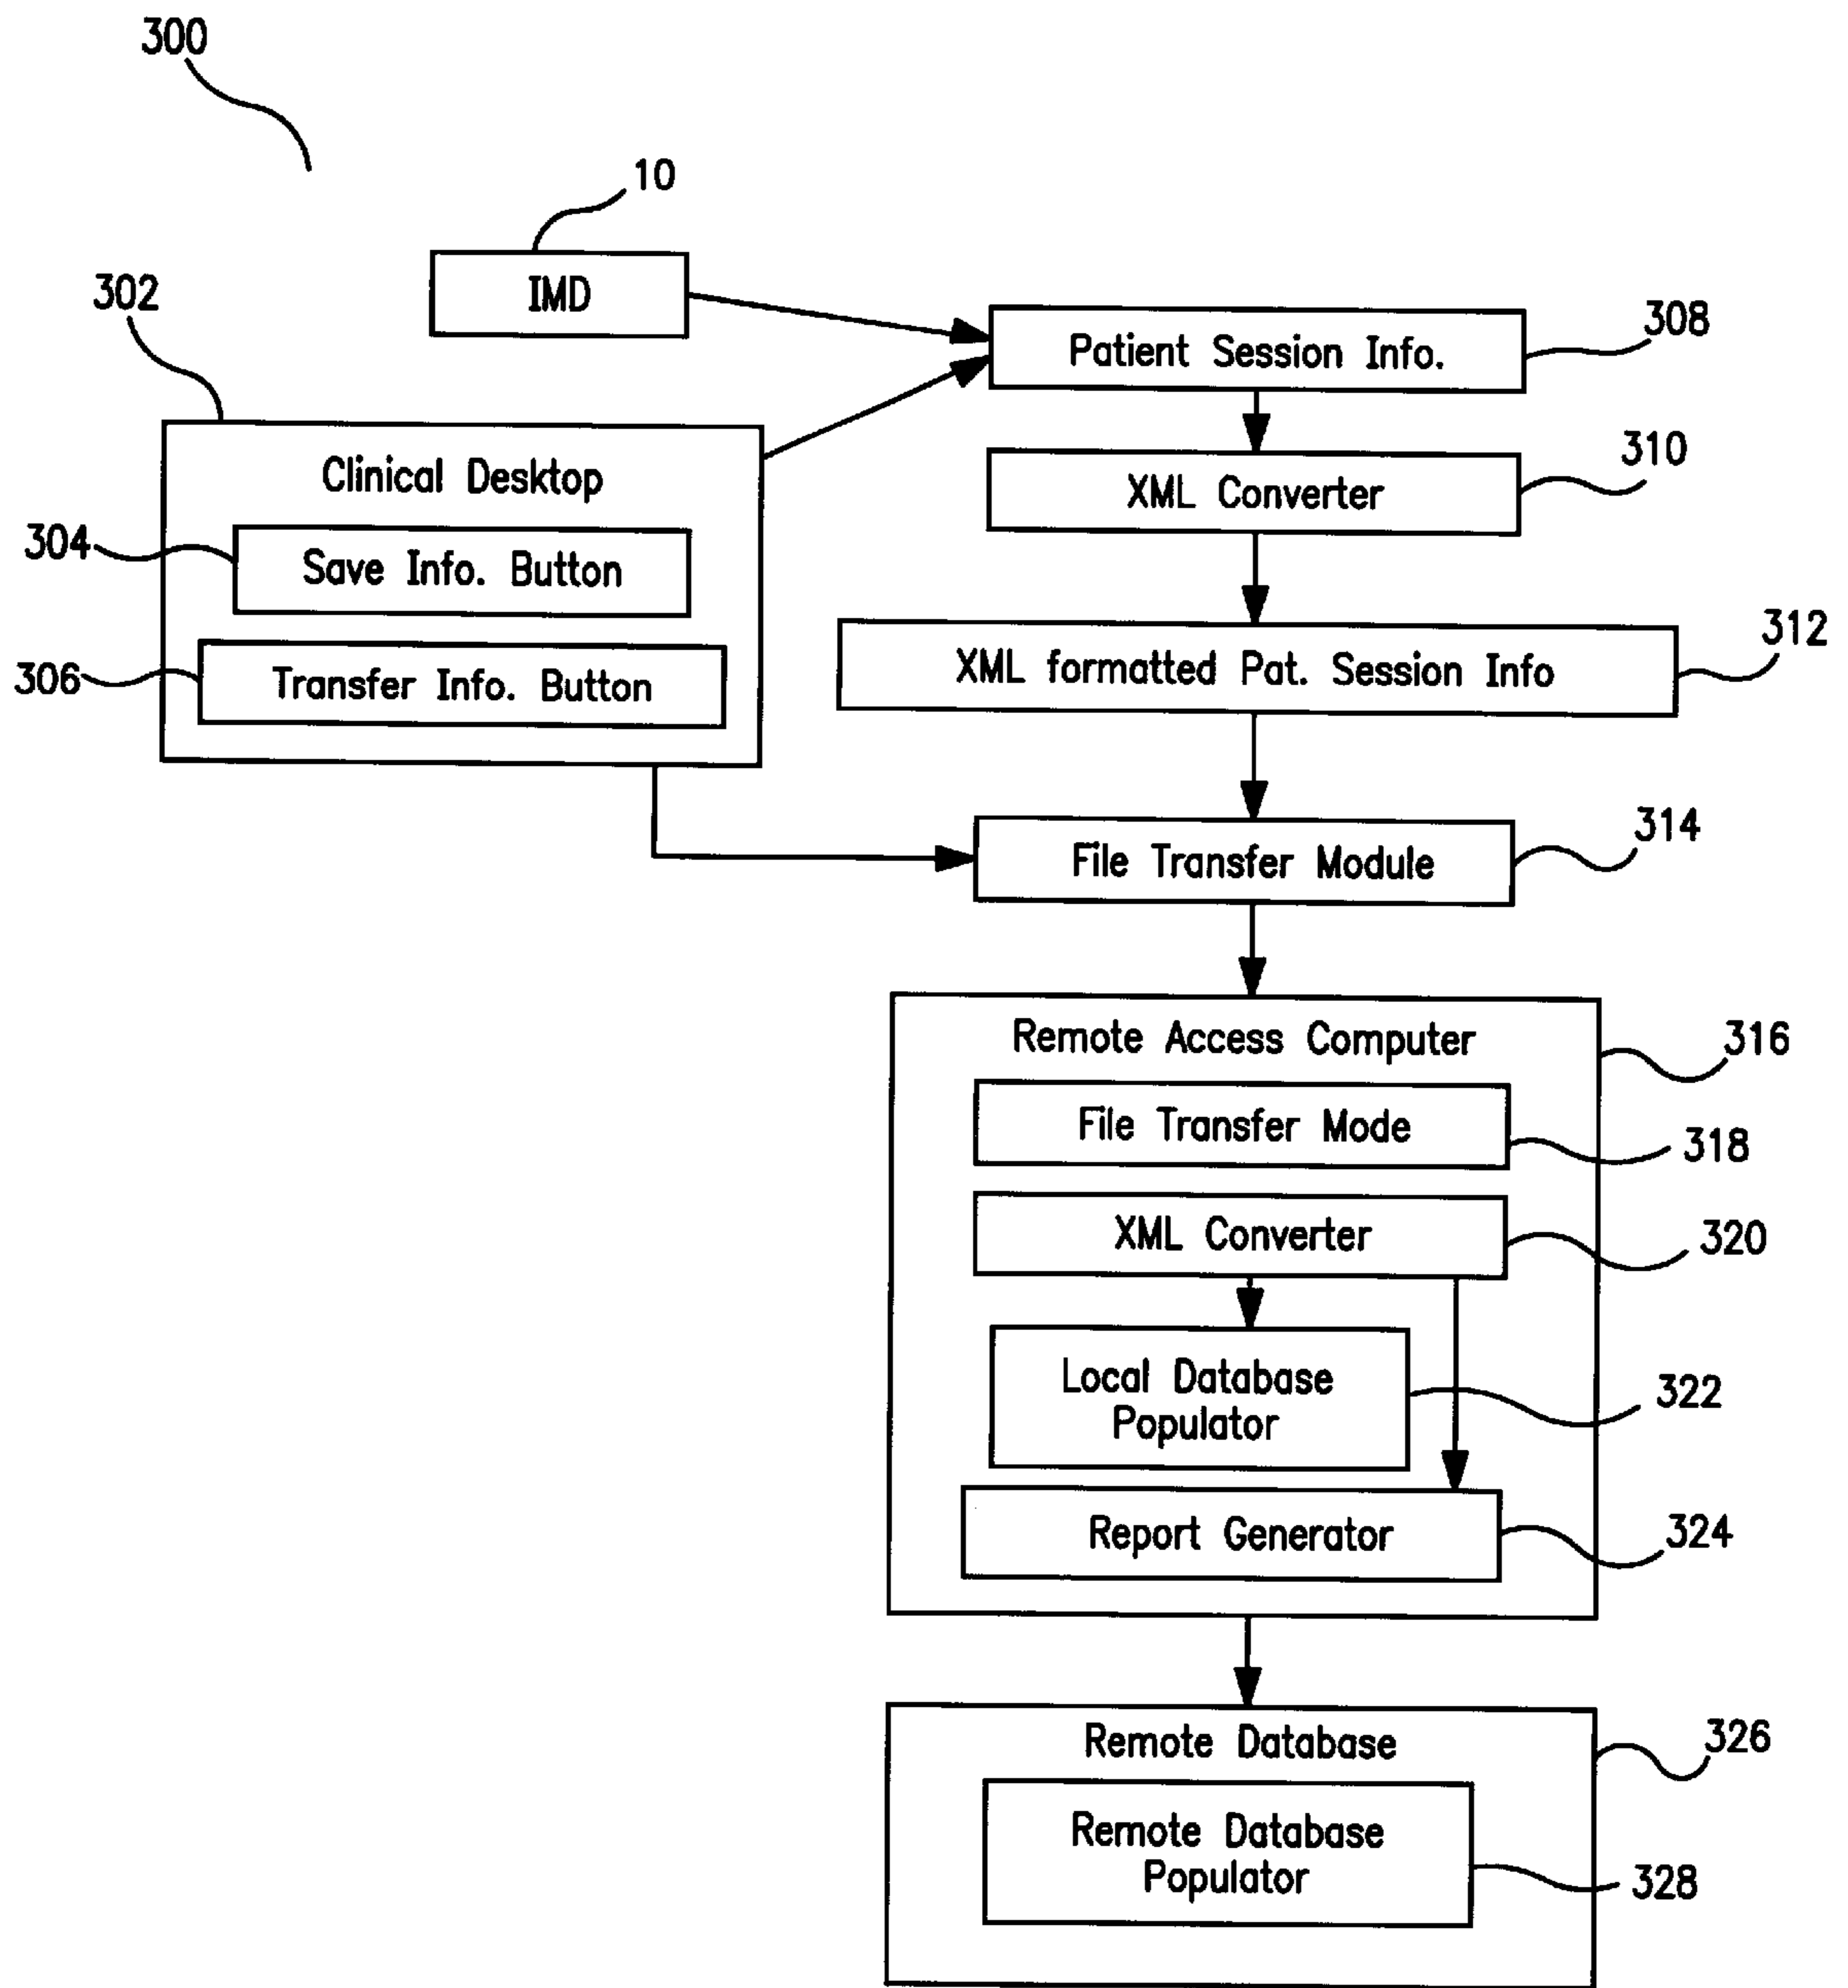 300
10
IMD
302
308
Patient Session Info.
Clinical Desktop
310
XML Converter
304
Save Info. Button
306
Transfer Info. Button
312
XML formatted Pat. Session Info
314
File Transfer Module
Remote Access Computer
316
File Transfer Mode
318
XML Converter
320
Local Database
Populator
322
Report Generator
324
Remote Database
326
Remote Database
Populator
328